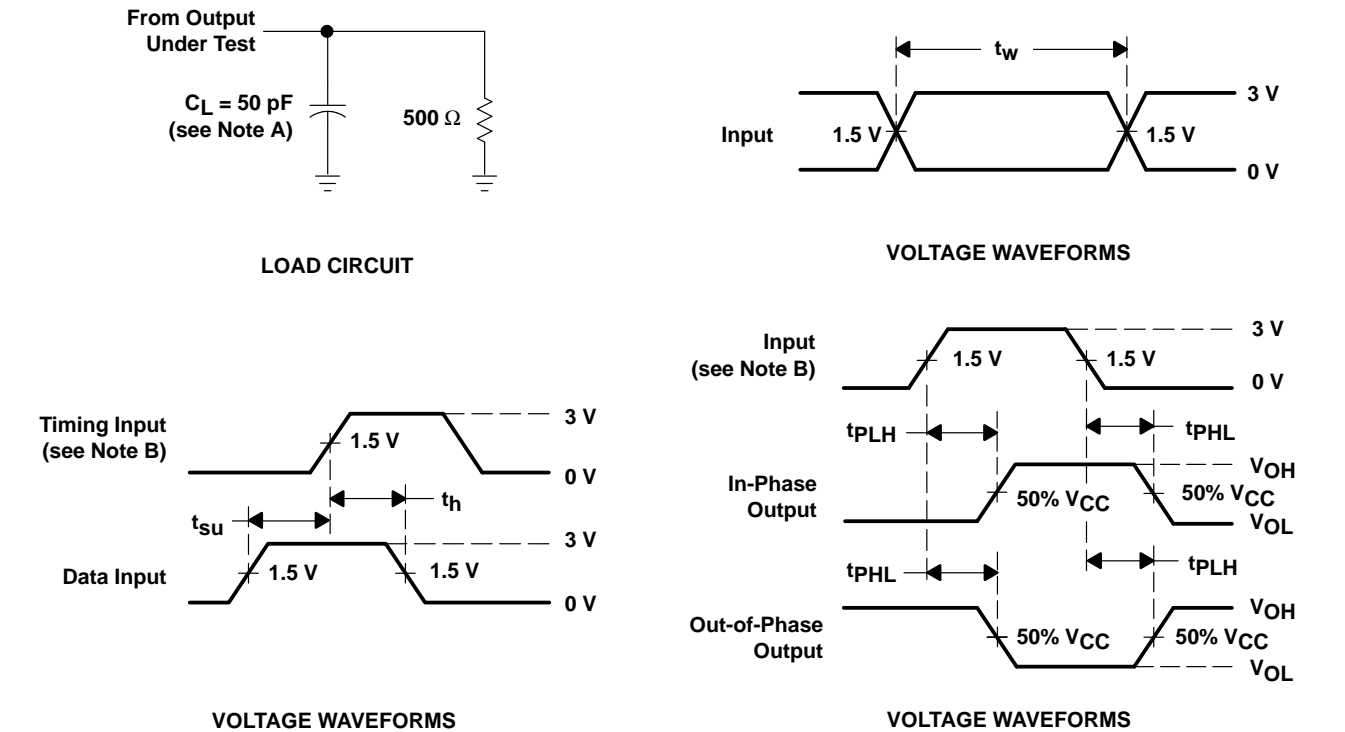 From Output
Under Test
CL = 50 pF
(see Note A)
500 Ω
LOAD CIRCUIT
tw
Input
1.5 V
1.5 V
3 V
0 V
VOLTAGE WAVEFORMS
Timing Input
(see Note B)
1.5 V
3 V
0 V
th
tsu
Data Input
1.5 V
1.5 V
3 V
0 V
VOLTAGE WAVEFORMS
Input
(see Note B)
1.5 V
1.5 V
3 V
0 V
tPLH
tPHL
In-Phase
Output
50% VCC
50% VCC
VOH
VOL
tPHL
tPLH
Out-of-Phase
Output
50% VCC
50% VCC
VOH
VOL
VOLTAGE WAVEFORMS